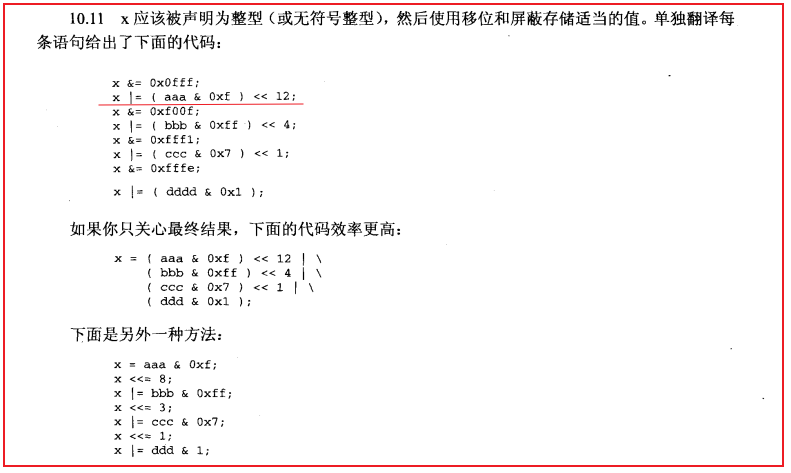 10.11 x 应该被声明为整型（或无符号整型），然后使用移位和屏蔽存储适当的值。单独翻译每
条语句给出了下面的代码：
x &= 0x0fff;
x |= ( aaa & 0xf ) << 12;
x &= 0xf00f;
x |= ( bbb & 0xff ) << 4;
x &= 0xfff1;
x |= ( ccc & 0x7 ) << 1;
x &= 0xfffe;
x |= ( dddd & 0x1 );
如果你只关心最终结果，下面的代码效率更高：
x = ( aaa & 0xf ) << 12 | \
( bbb & 0xff ) << 4 | \
( ccc & 0x7 ) << 1 | \
( ddd & 0x1 );
下面是另外一种方法：
x = aaa & 0xf;
x <<= 8;
x |= bbb & 0xff;
x <<= 3;
x |= ccc & 0x7;
x <<= 1;
x |= ddd & 1;